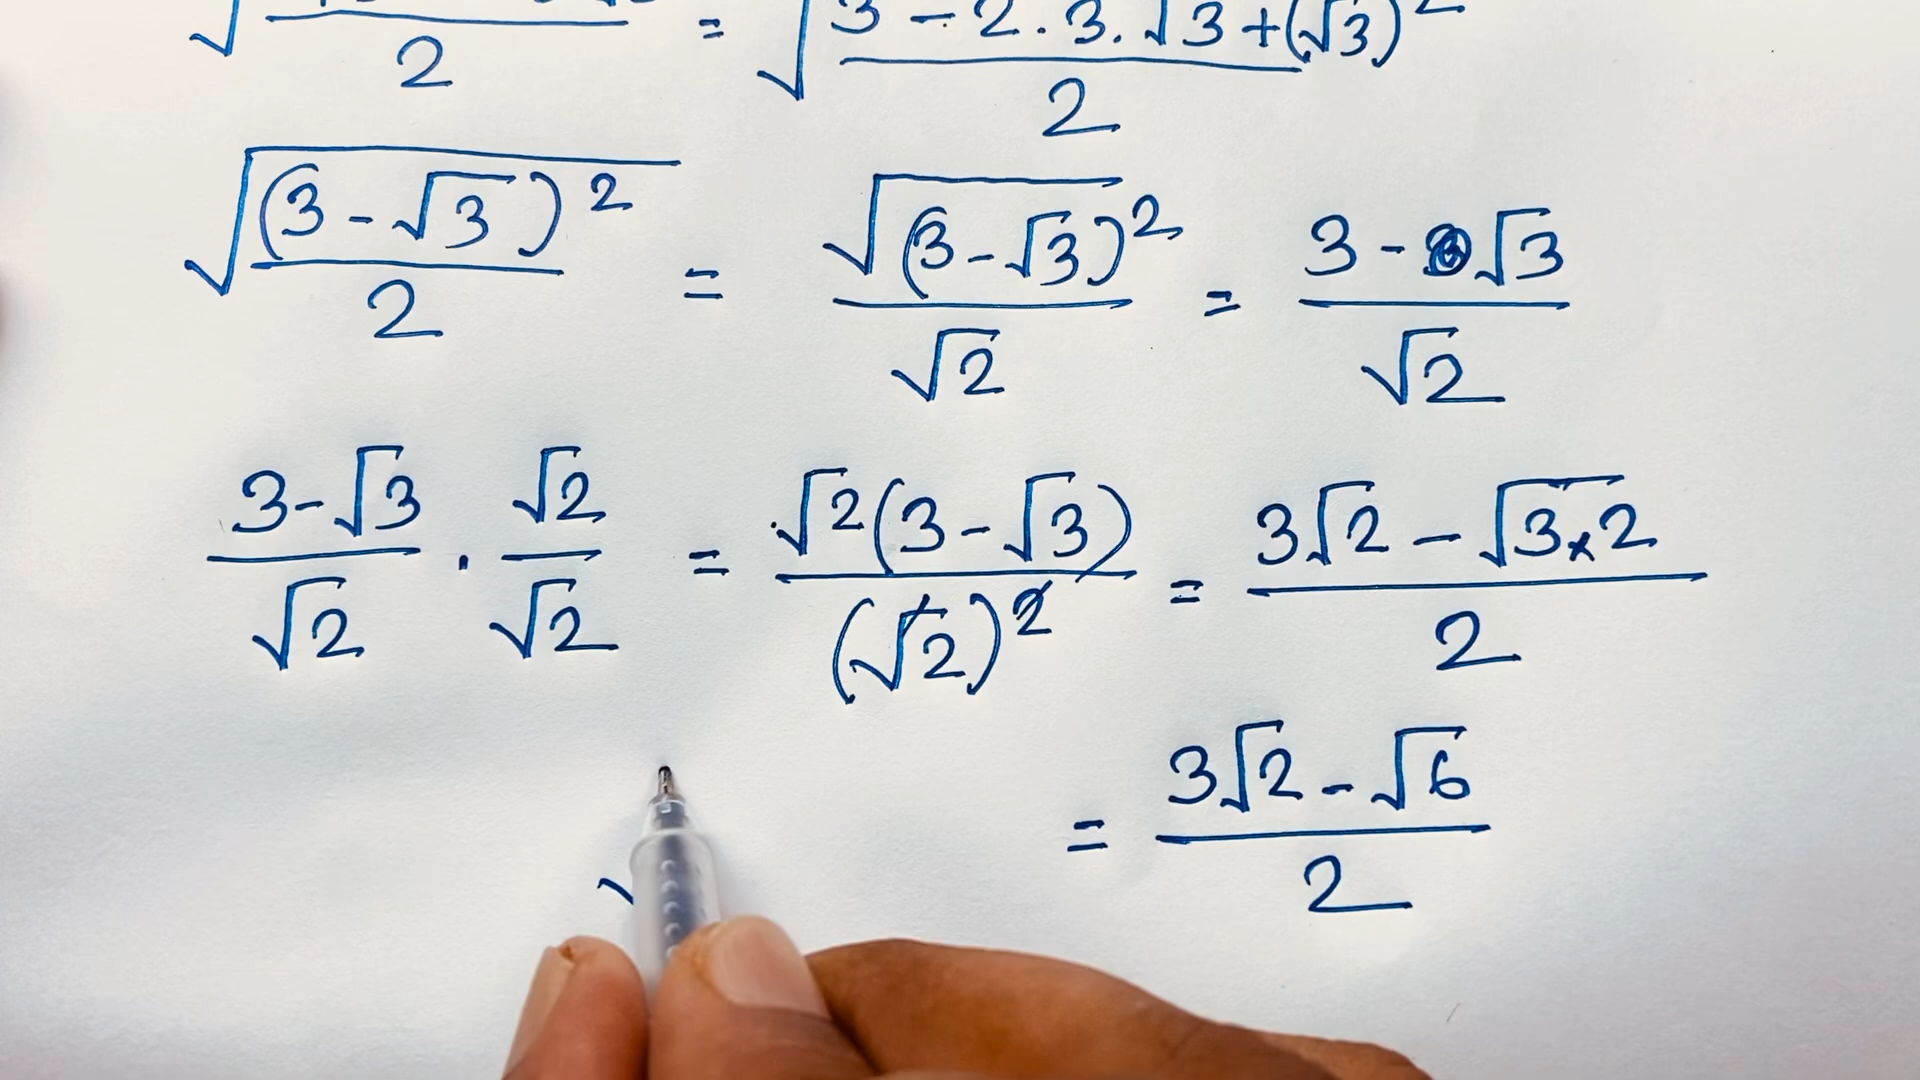 √ 2 = √ 3 - 2 . 3 . √3 + (√3)² / 2
√((3 - √3)² / 2) = √(3 - √3)² / √2 = 3 - √3 / √2
3 - √3 / √2 . √2 / √2 = √2(3 - √3) / (√2)² = 3√2 - √3×2 / 2
= 3√2 - √6 / 2